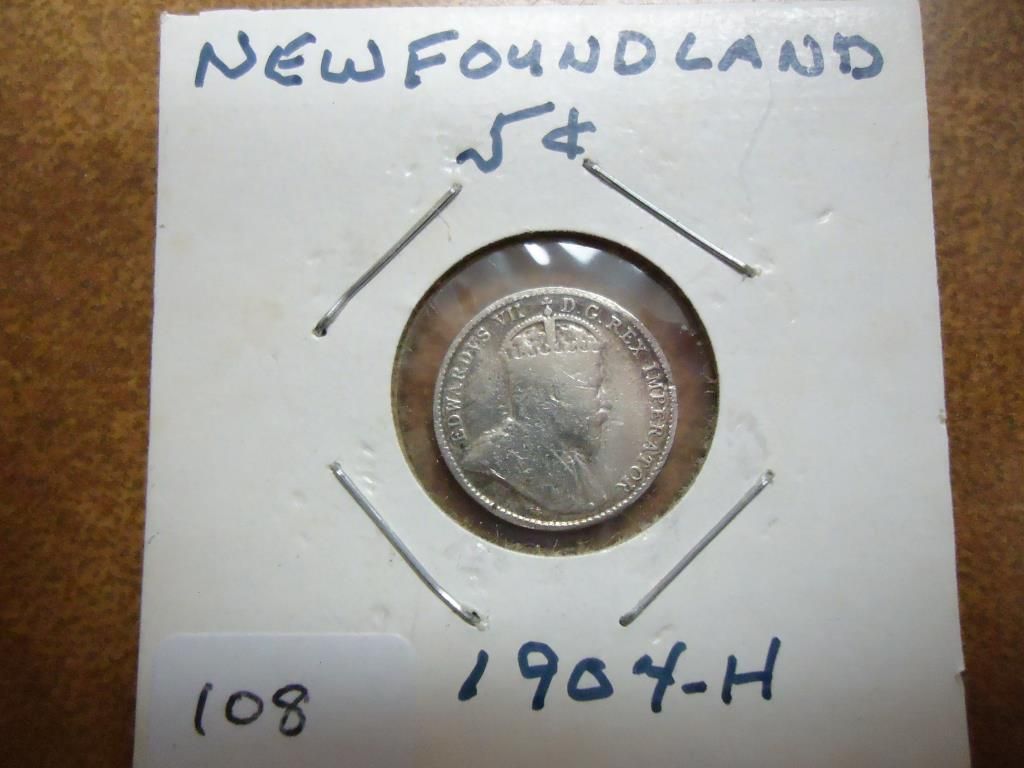 NEWFOUNDLAND
5¢
EDWARDVS VII D.G. REX IMPERATOR
1904-H
108